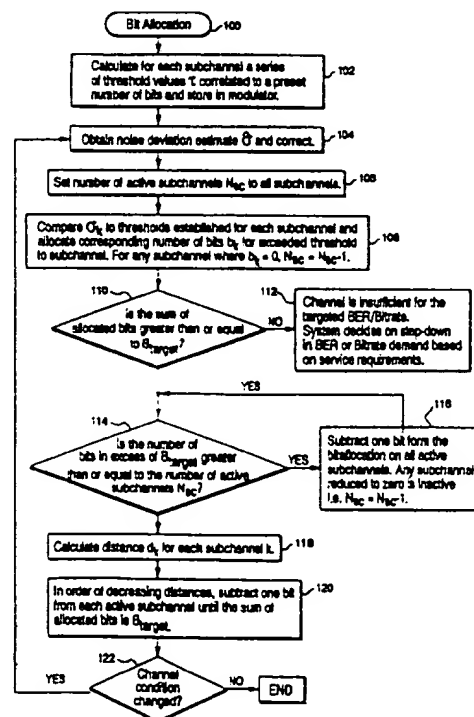 Bit Allocation
100
Calculate for each subchannel a series
of threshold values τ correlated to a preset
number of bits and store in modulator.
102
Obtain noise deviation estimate σ̂ and correct.
104
Set number of active subchannels N_SC to all subchannels.
106
Compare σ̂_k to thresholds established for each subchannel and
allocate corresponding number of bits b_k for exceeded threshold
to subchannel. For any subchannel where b_k = 0, N_SC = N_SC-1.
108
110
Is the sum of
allocated bits greater than or equal
to B_target?
NO
112
Channel is insufficient for the
targeted BER/Bitrate.
System decides on step-down
in BER or Bitrate demand based
on service requirements.
YES
114
Is the number of
bits in excess of B_target greater
than or equal to the number of active
subchannels N_SC?
YES
116
Subtract one bit form the
bitallocation on all active
subchannels. Any subchannel
reduced to zero is inactive
i.e. N_SC = N_SC-1.
Calculate distance d_k for each subchannel k.
118
In order of decreasing distances, subtract one bit
from each active subchannel until the sum of
allocated bits is B_target.
120
122
Channel
condition
changed?
YES
NO
END